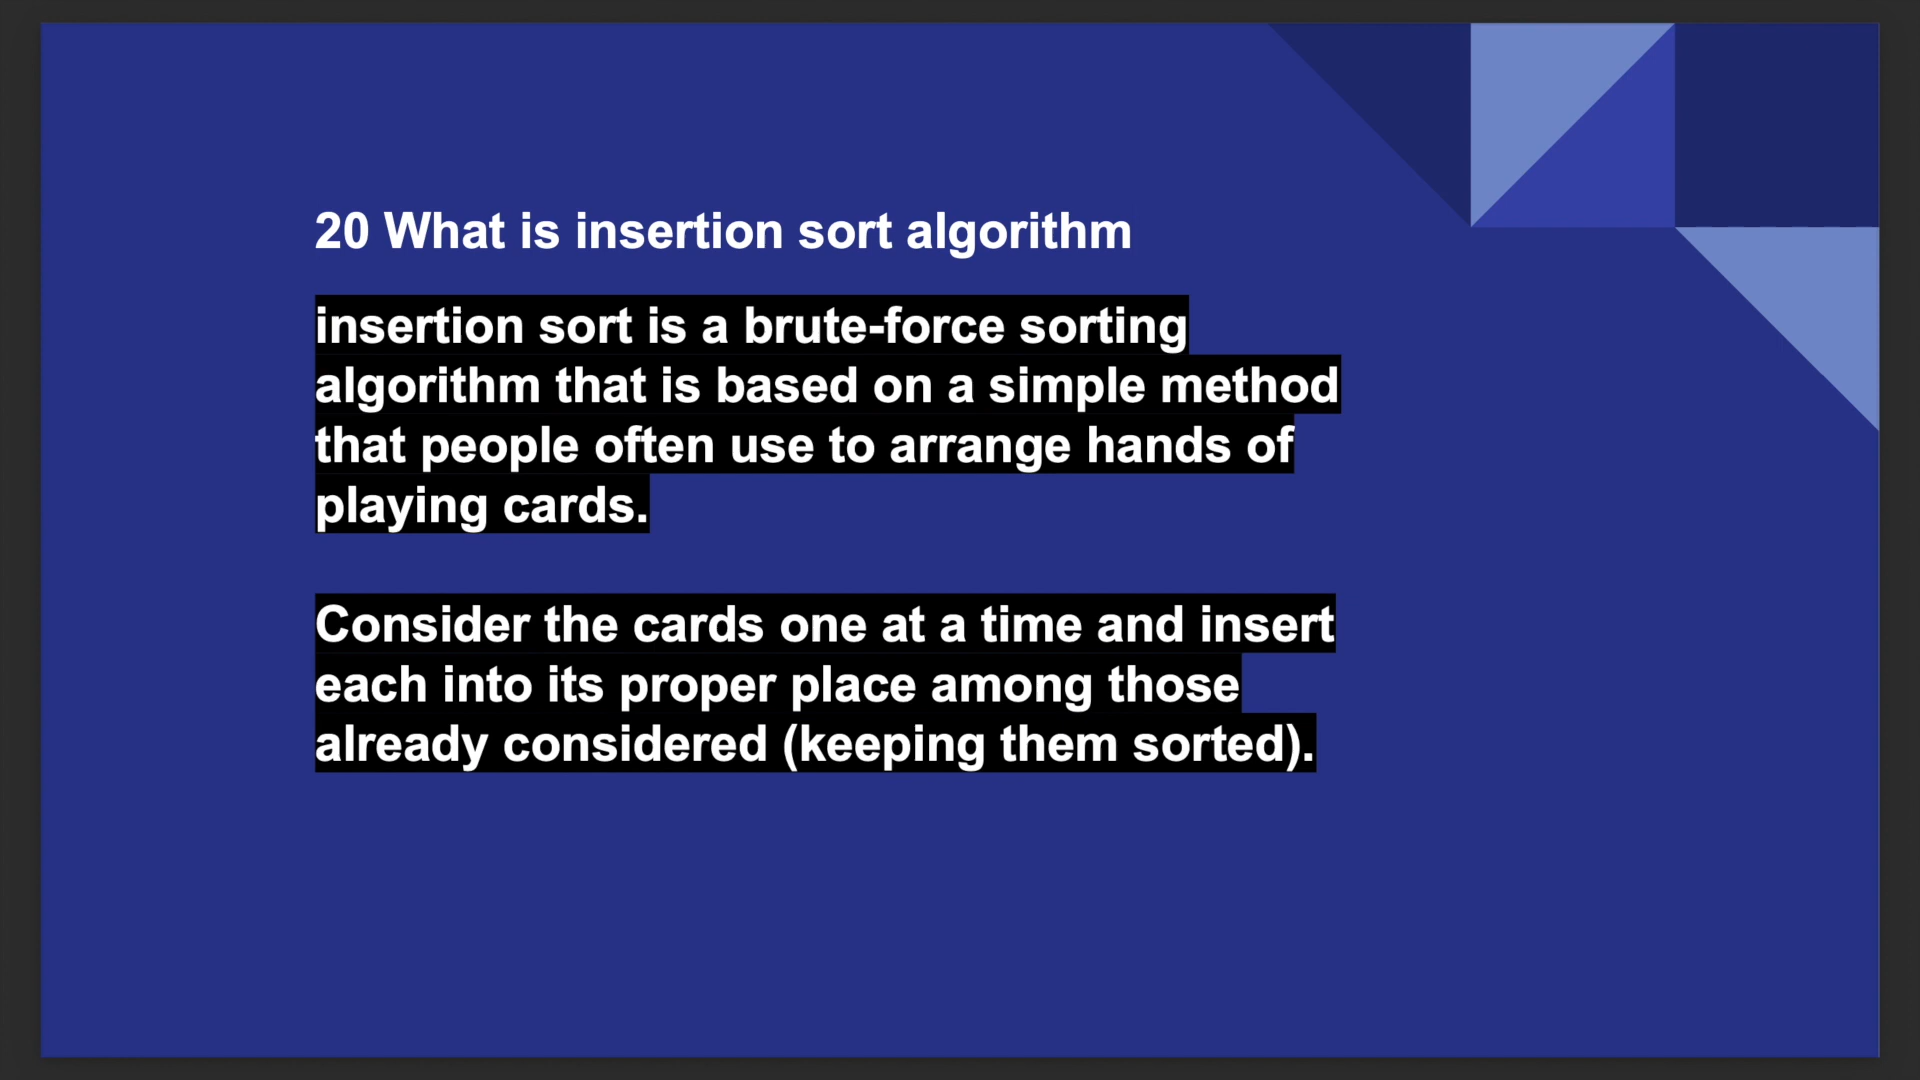 20 What is insertion sort algorithm
insertion sort is a brute-force sorting
algorithm that is based on a simple method
that people often use to arrange hands of
playing cards.
Consider the cards one at a time and insert
each into its proper place among those
already considered (keeping them sorted).